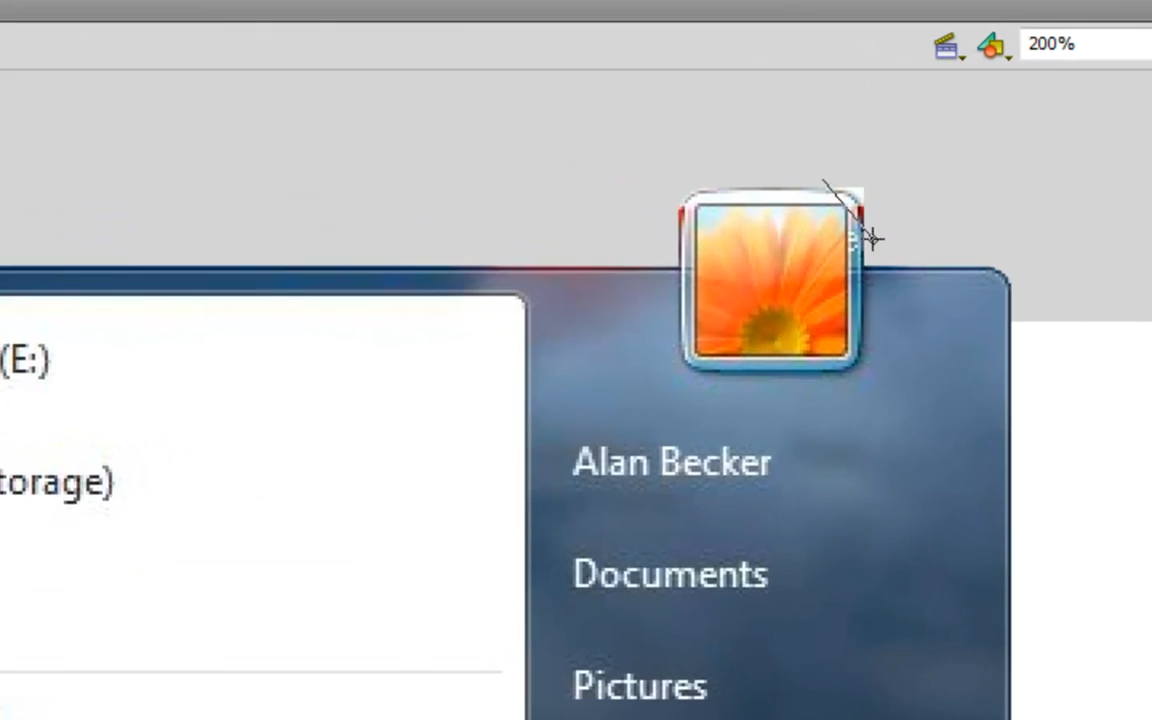 200%
(E:)
Alan Becker
torage)
Documents
Pictures